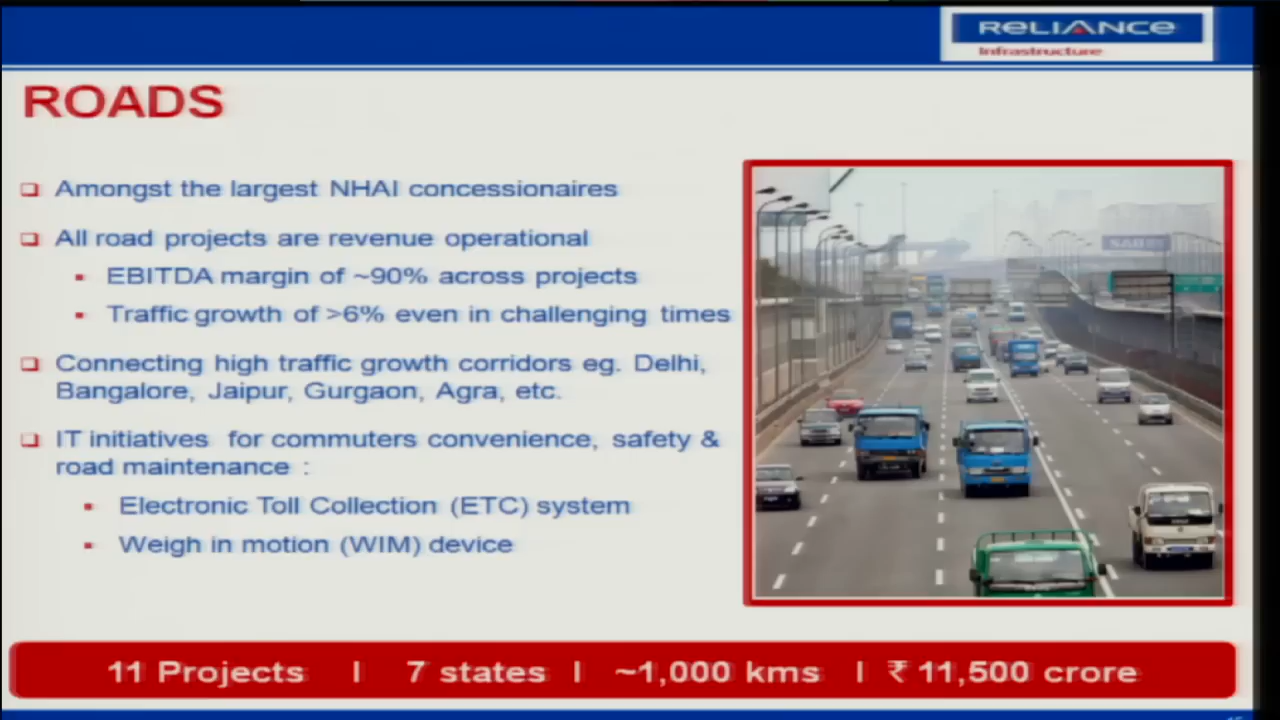 RELIANCE
Infrastructure
ROADS
❑ Amongst the largest NHAI concessionaires
❑ All road projects are revenue operational
▪ EBITDA margin of ~90% across projects
▪ Traffic growth of >6% even in challenging times
❑ Connecting high traffic growth corridors eg. Delhi,
Bangalore, Jaipur, Gurgaon, Agra, etc.
❑ IT initiatives for commuters convenience, safety &
road maintenance :
▪ Electronic Toll Collection (ETC) system
▪ Weigh in motion (WIM) device
11 Projects | 7 states | ~1,000 kms | ₹ 11,500 crore